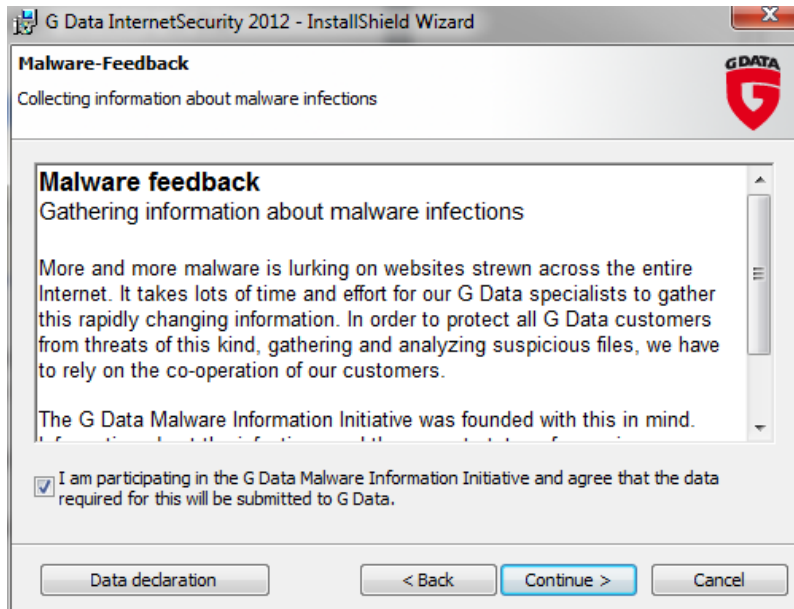 G Data InternetSecurity 2012 - InstallShield Wizard
Malware-Feedback
Collecting information about malware infections
GDATA
G
Malware feedback
Gathering information about malware infections
More and more malware is lurking on websites strewn across the entire
Internet. It takes lots of time and effort for our G Data specialists to gather
this rapidly changing information. In order to protect all G Data customers
from threats of this kind, gathering and analyzing suspicious files, we have
to rely on the co-operation of our customers.
The G Data Malware Information Initiative was founded with this in mind.
I am participating in the G Data Malware Information Initiative and agree that the data
required for this will be submitted to G Data.
Data declaration
< Back
Continue >
Cancel